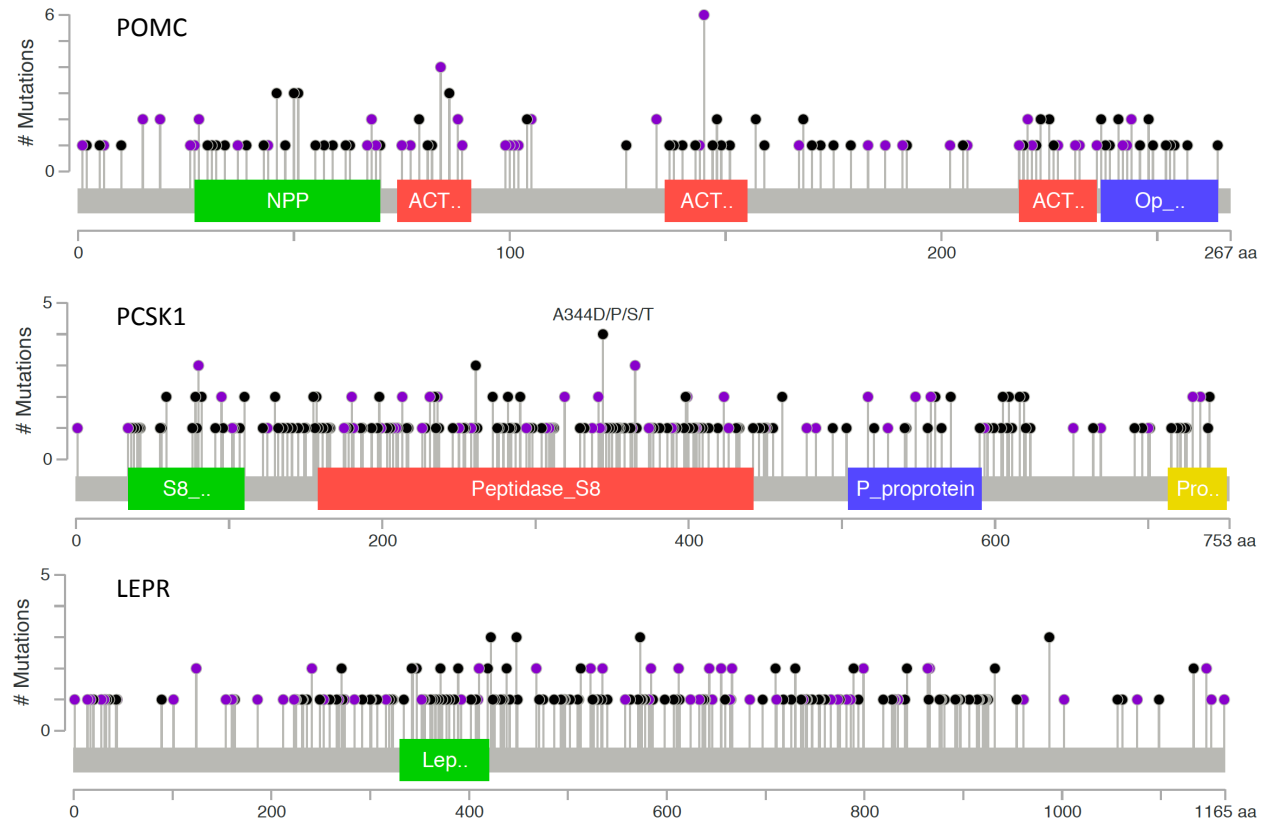 6
POMC
# Mutations
0
NPP
ACT..
ACT..
ACT..
Op_..
0
100
200
267 aa
5
PCSK1
A344D/P/S/T
# Mutations
0
S8_..
Peptidase_S8
P_proprotein
Pro..
0
200
400
600
753 aa
5
LEPR
# Mutations
0
Lep..
0
200
400
600
800
1000
1165 aa